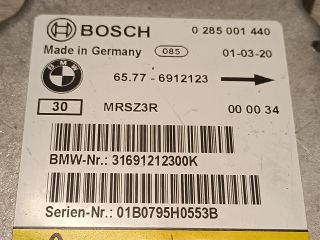 BOSCH 0 285 001 440
Made in Germany 085 01-03-20
BMW 65.77 - 6912123
30 MRSZ3R 00 00 34
BMW-Nr.: 31691212300K
Serien-Nr.: 01B0795H0553B